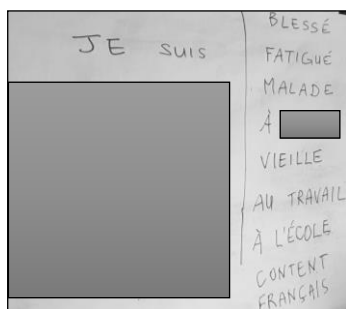 JE SUIS
BLESSÉ
FATIGUÉ
MALADE
À
VIEILLE
AU TRAVAIL
À L'ÉCOLE
CONTENT
FRANÇAIS